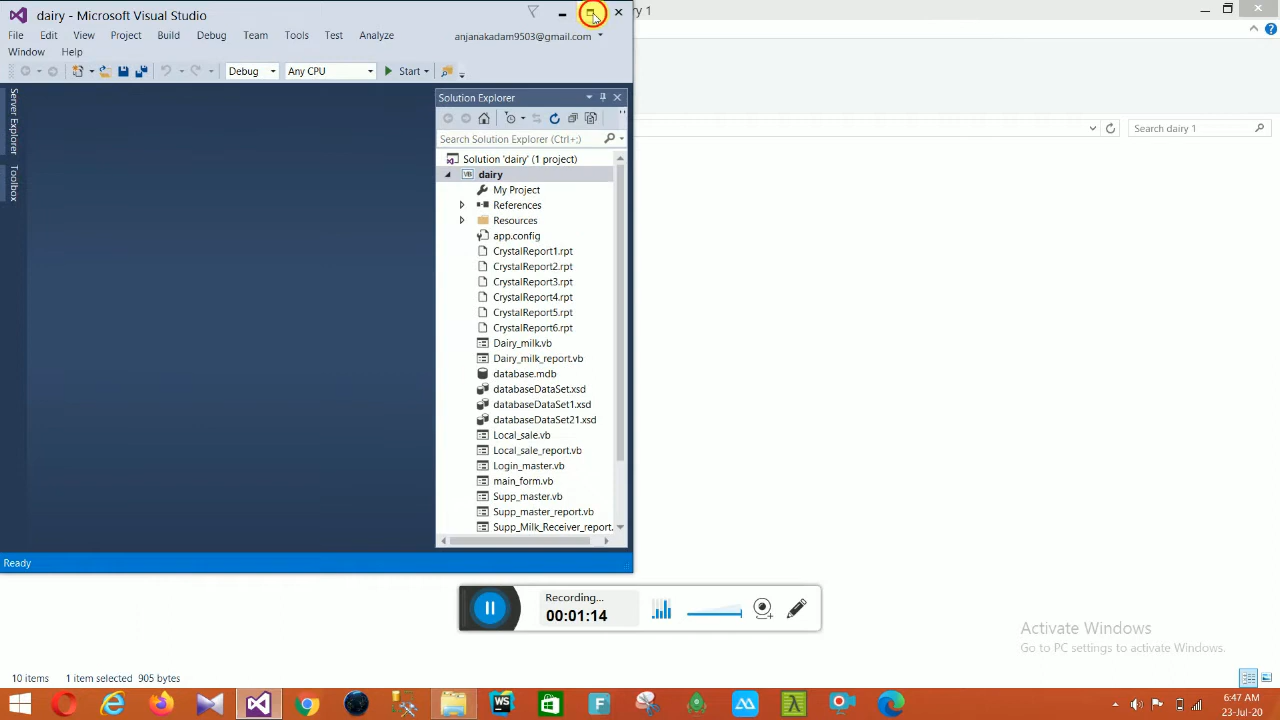 dairy - Microsoft Visual Studio
iry 1
File Edit View Project Build Debug Team Tools Test Analyze
anjanakadam9503@gmail.com
Window Help
Debug Any CPU Start
Server Explorer
Toolbox
Solution Explorer
Search Solution Explorer (Ctrl+;)
Search dairy 1
Solution 'dairy' (1 project)
dairy
My Project
References
Resources
app.config
CrystalReport1.rpt
CrystalReport2.rpt
CrystalReport3.rpt
CrystalReport4.rpt
CrystalReport5.rpt
CrystalReport6.rpt
Dairy_milk.vb
Dairy_milk_report.vb
database.mdb
databaseDataSet.xsd
databaseDataSet1.xsd
databaseDataSet21.xsd
Local_sale.vb
Local_sale_report.vb
Login_master.vb
main_form.vb
Supp_master.vb
Supp_master_report.vb
Supp_Milk_Receiver_report.
Ready
Recording...
00:01:14
Activate Windows
Go to PC settings to activate Windows.
10 items 1 item selected 905 bytes
6:47 AM
23-Jul-20